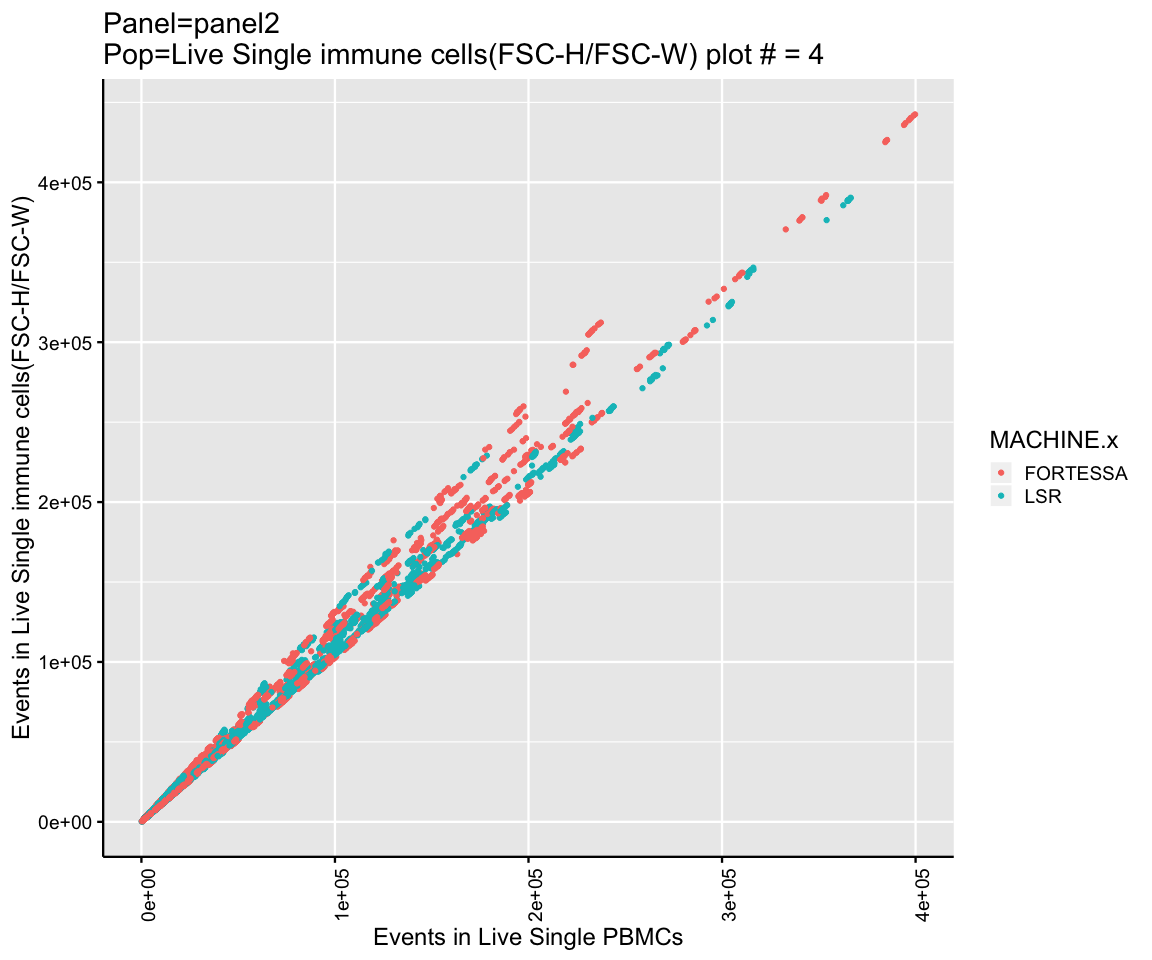 Panel=panel2
Pop=Live Single immune cells(FSC-H/FSC-W) plot # = 4
Events in Live Single immune cells(FSC-H/FSC-W)
4e+05
3e+05
2e+05
1e+05
0e+00
0e+00
1e+05
2e+05
3e+05
4e+05
Events in Live Single PBMCs
MACHINE.x
FORTESSA
LSR